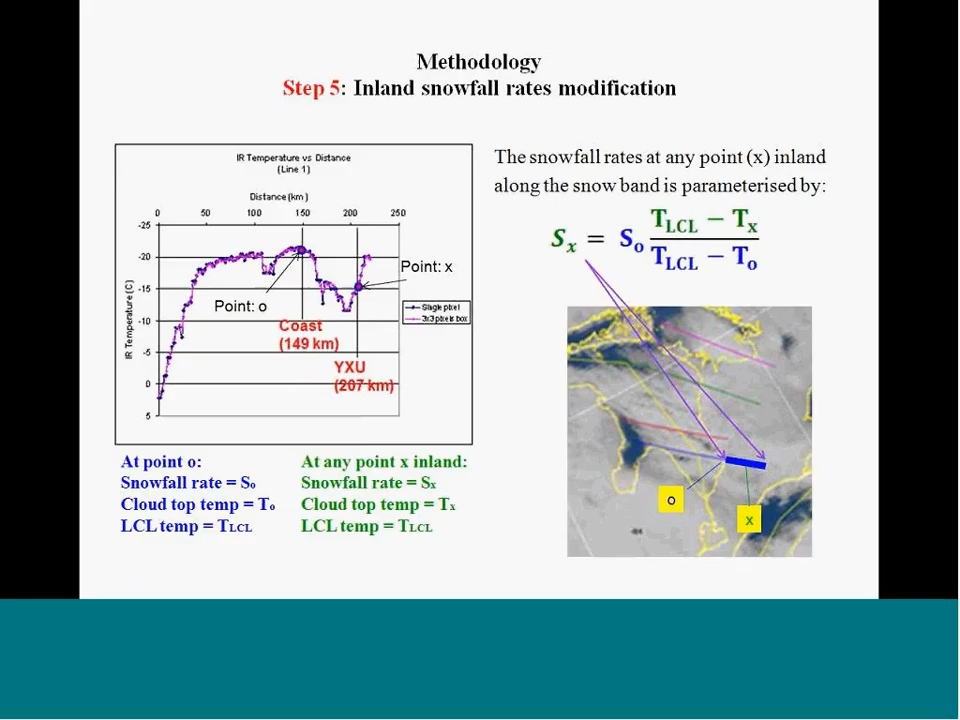 Methodology
Step 5: Inland snowfall rates modification
IR Temperature vs Distance
(Line 1)
Distance (km)
0 50 100 150 200 250
-25
-20
-15
-10
-5
0
5
IR Temperature (C)
Point: o
Point: x
Coast
(149 km)
YXU
(207 km)
Single pixel
3x3 pixels box
The snowfall rates at any point (x) inland
along the snow band is parameterised by:
Sx = So (TLCL − Tx) / (TLCL − To)
o
x
At point o:
Snowfall rate = So
Cloud top temp = To
LCL temp = TLCL
At any point x inland:
Snowfall rate = Sx
Cloud top temp = Tx
LCL temp = TLCL